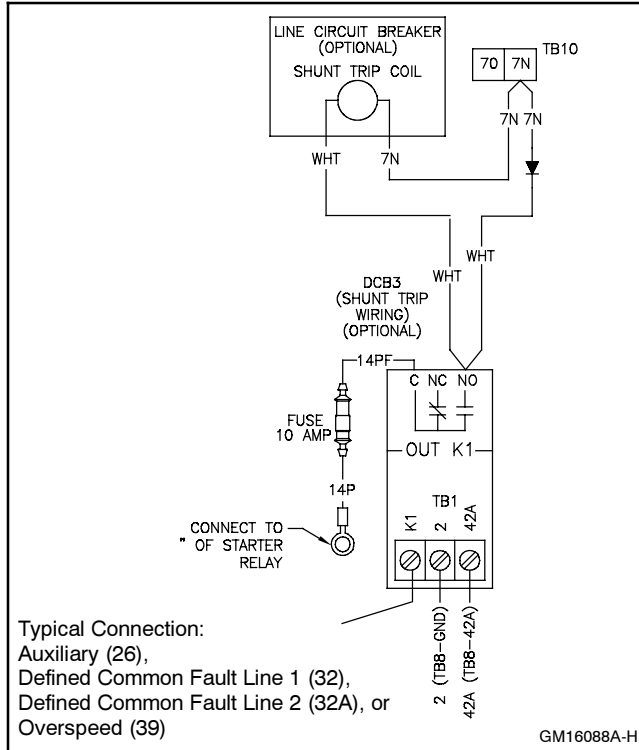 LINE CIRCUIT BREAKER
(OPTIONAL)
SHUNT TRIP COIL
70 7N TB10
7N 7N
WHT 7N
WHT WHT
DCB3
(SHUNT TRIP
WIRING)
(OPTIONAL)
14PF
C NC NO
FUSE
10 AMP
OUT K1
14P
TB1
K1 2 42A
CONNECT TO
" OF STARTER
RELAY
2 (TB8-GND)
42A (TB8-42A)
Typical Connection:
Auxiliary (26),
Defined Common Fault Line 1 (32),
Defined Common Fault Line 2 (32A), or
Overspeed (39)
GM16088A-H